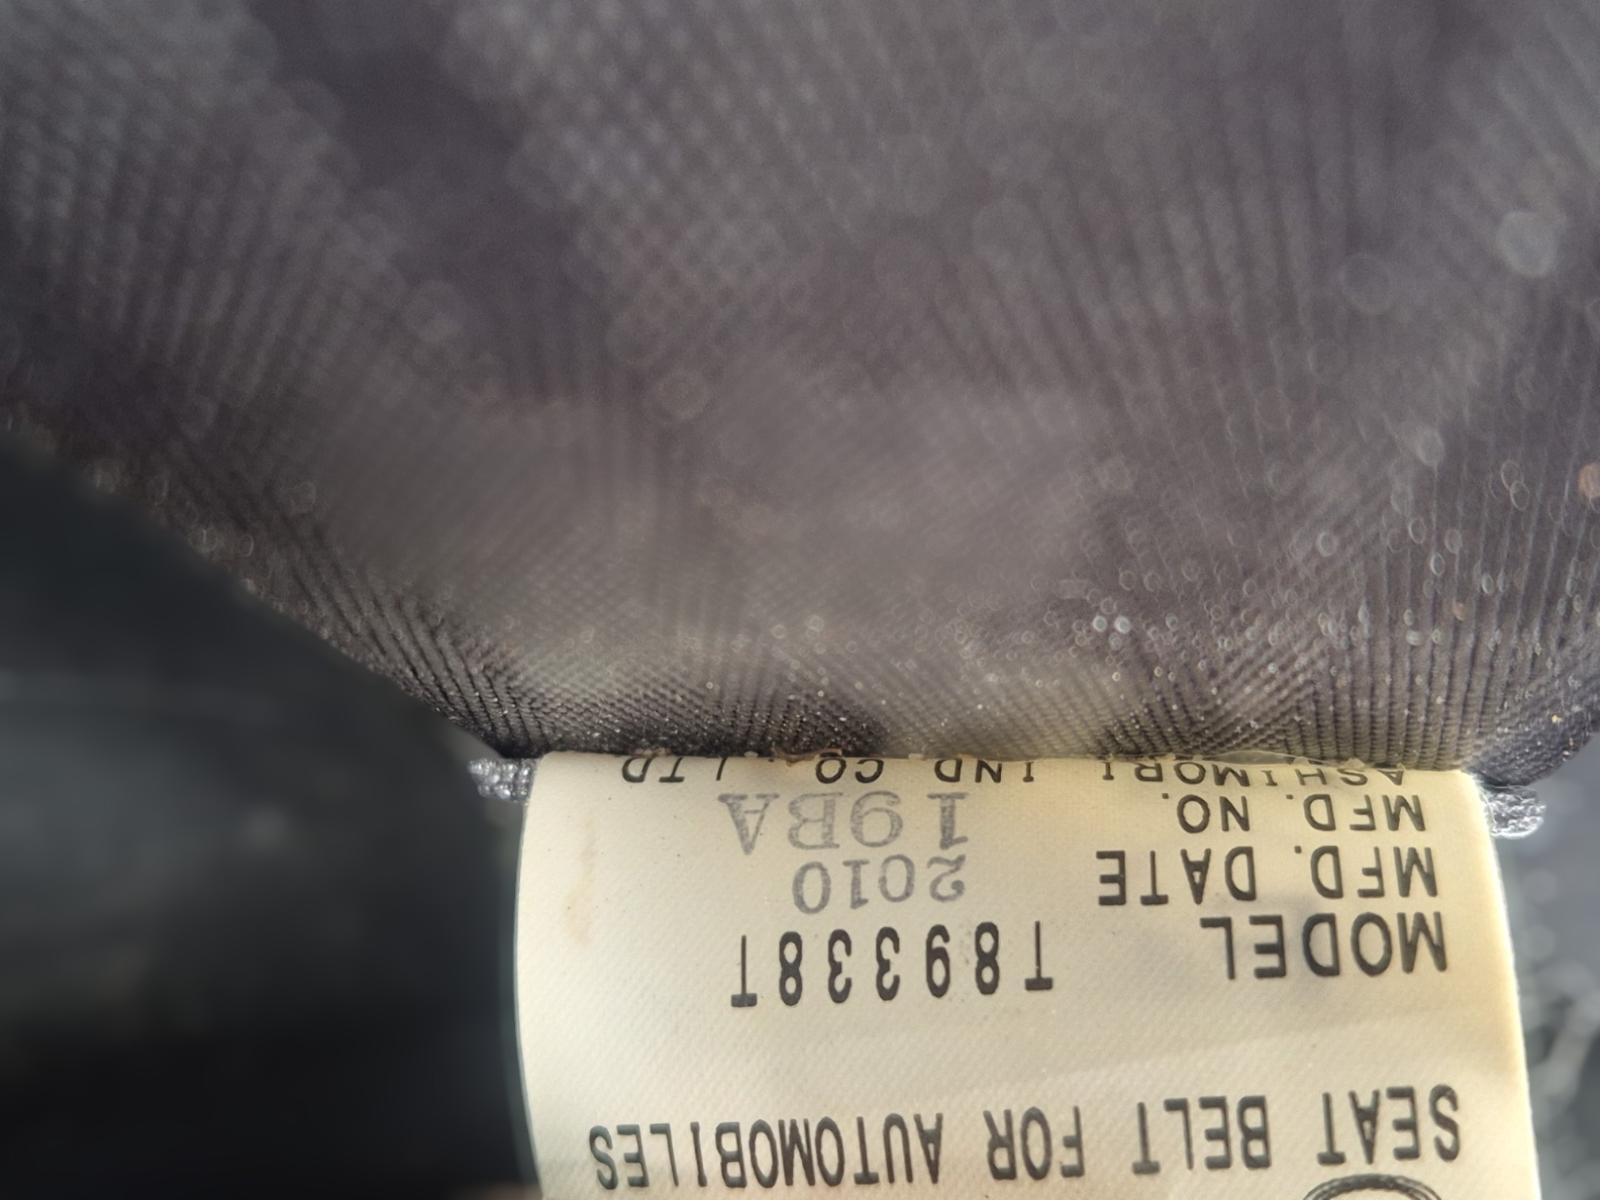 SEAT BELT FOR AUTOMOBILES
MODEL T89338T
MFD. DATE 2010
MFD. NO. 19BA
ASHIMORI IND CO., LTD